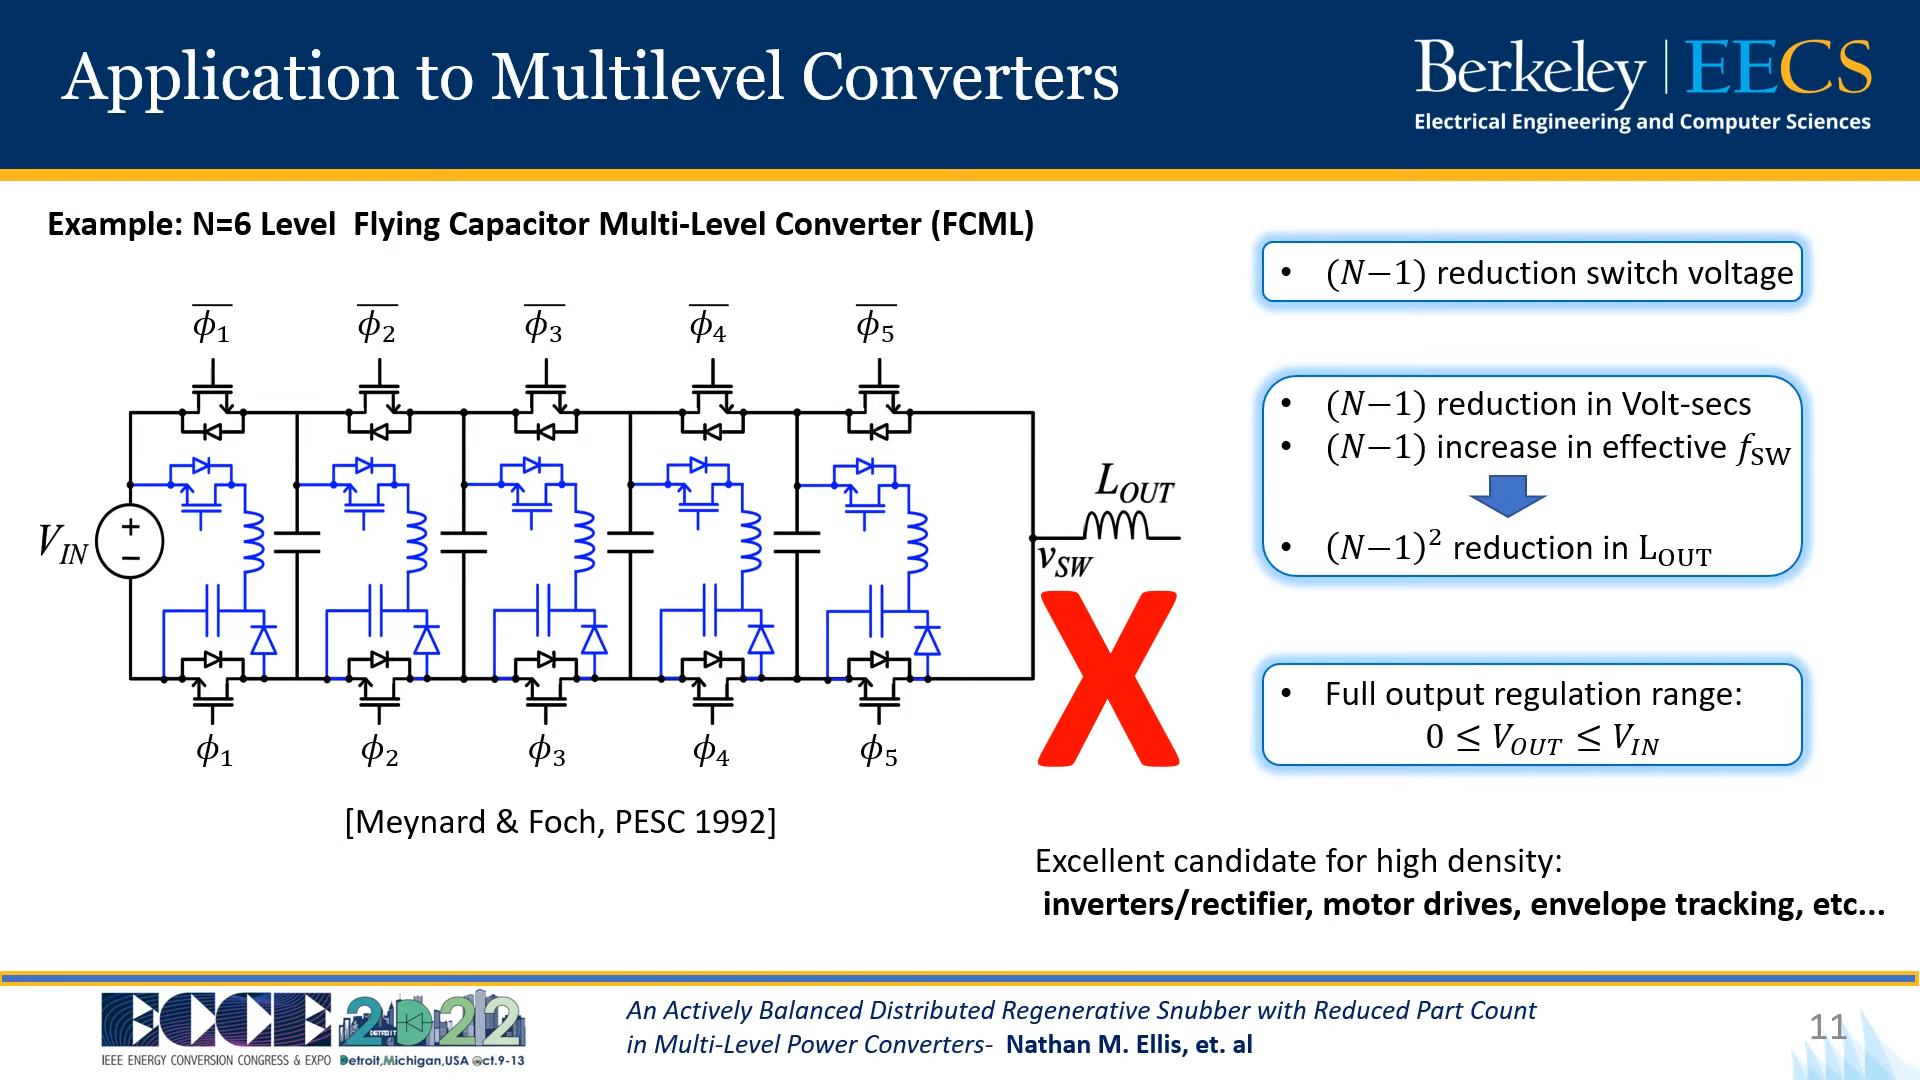 Application to Multilevel Converters
Berkeley | EECS
Electrical Engineering and Computer Sciences
Example: N=6 Level  Flying Capacitor Multi-Level Converter (FCML)
• (N−1) reduction switch voltage
ϕ̅₁ ϕ̅₂ ϕ̅₃ ϕ̅₄ ϕ̅₅
• (N−1) reduction in Volt-secs
• (N−1) increase in effective f_SW
• (N−1)² reduction in L_OUT
L_OUT
V_IN
+
−
v_SW
X
• Full output regulation range:
0 ≤ V_OUT ≤ V_IN
ϕ₁ ϕ₂ ϕ₃ ϕ₄ ϕ₅
[Meynard & Foch, PESC 1992]
Excellent candidate for high density:
inverters/rectifier, motor drives, envelope tracking, etc...
ECCE 2022
DETROIT
IEEE ENERGY CONVERSION CONGRESS & EXPO
Detroit,Michigan,USA Oct.9-13
An Actively Balanced Distributed Regenerative Snubber with Reduced Part Count
in Multi-Level Power Converters-  Nathan M. Ellis, et. al
11